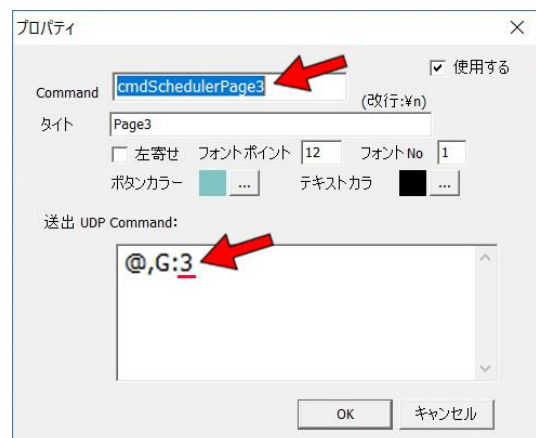 プロパティ
使用する
Command cmdSchedulerPage3
(改行:¥n)
タイト Page3
左寄せ フォントポイント 12 フォント No 1
ボタンカラー ... テキストカラ ...
送出 UDP Command:
@,G:3
OK キャンセル